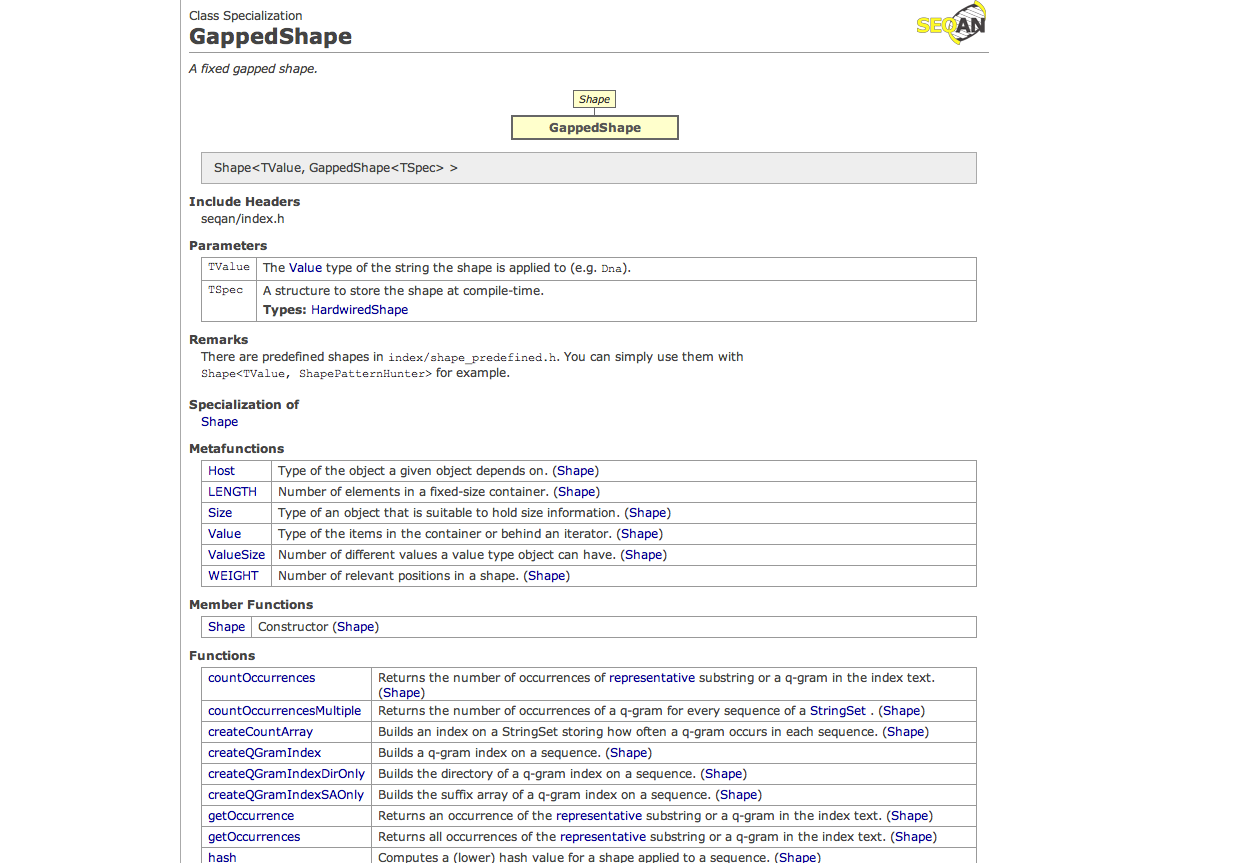 Class Specialization
SEQAN
GappedShape
A fixed gapped shape.
Shape
GappedShape
Shape<TValue, GappedShape<TSpec> >
Include Headers
seqan/index.h
Parameters
TValue The Value type of the string the shape is applied to (e.g. Dna).
TSpec A structure to store the shape at compile-time.
Types: HardwiredShape
Remarks
There are predefined shapes in index/shape_predefined.h. You can simply use them with
Shape<TValue, ShapePatternHunter> for example.
Specialization of
Shape
Metafunctions
Host Type of the object a given object depends on. (Shape)
LENGTH Number of elements in a fixed-size container. (Shape)
Size Type of an object that is suitable to hold size information. (Shape)
Value Type of the items in the container or behind an iterator. (Shape)
ValueSize Number of different values a value type object can have. (Shape)
WEIGHT Number of relevant positions in a shape. (Shape)
Member Functions
Shape Constructor (Shape)
Functions
countOccurrences Returns the number of occurrences of representative substring or a q-gram in the index text.
(Shape)
countOccurrencesMultiple Returns the number of occurrences of a q-gram for every sequence of a StringSet . (Shape)
createCountArray Builds an index on a StringSet storing how often a q-gram occurs in each sequence. (Shape)
createQGramIndex Builds a q-gram index on a sequence. (Shape)
createQGramIndexDirOnly Builds the directory of a q-gram index on a sequence. (Shape)
createQGramIndexSAOnly Builds the suffix array of a q-gram index on a sequence. (Shape)
getOccurrence Returns an occurrence of the representative substring or a q-gram in the index text. (Shape)
getOccurrences Returns all occurrences of the representative substring or a q-gram in the index text. (Shape)
hash Computes a (lower) hash value for a shape applied to a sequence. (Shape)